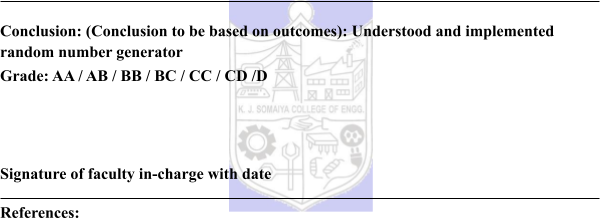 Conclusion: (Conclusion to be based on outcomes): Understood and implemented
random number generator
Grade: AA / AB / BB / BC / CC / CD /D
K. J. SOMAIYA COLLEGE OF ENGG.
Signature of faculty in-charge with date
References: